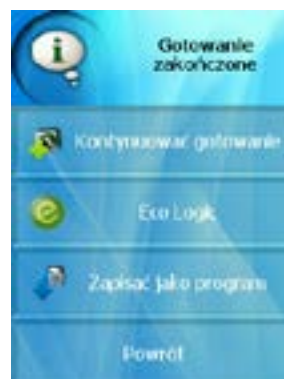 Gotowanie
zakończone
Kontynuować gotowanie
Eco Logic
Zapisać jako program
Powrót